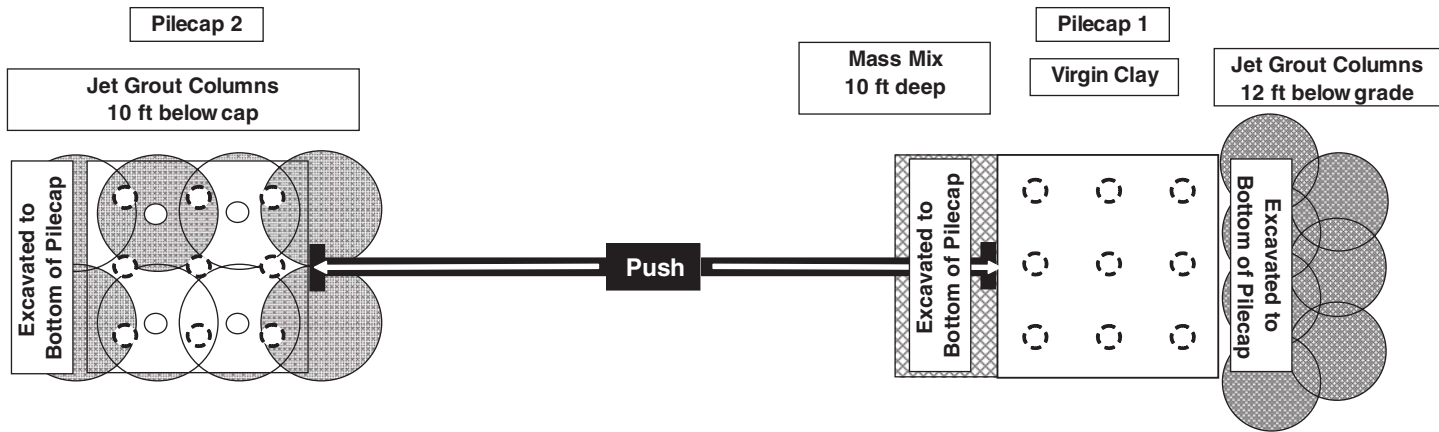 Pilecap 2
Pilecap 1
Mass Mix
10 ft deep
Virgin Clay
Jet Grout Columns
12 ft below grade
Jet Grout Columns
10 ft below cap
Excavated to
Bottom of Pilecap
Push
Excavated to
Bottom of Pilecap
Excavated to
Bottom of Pilecap